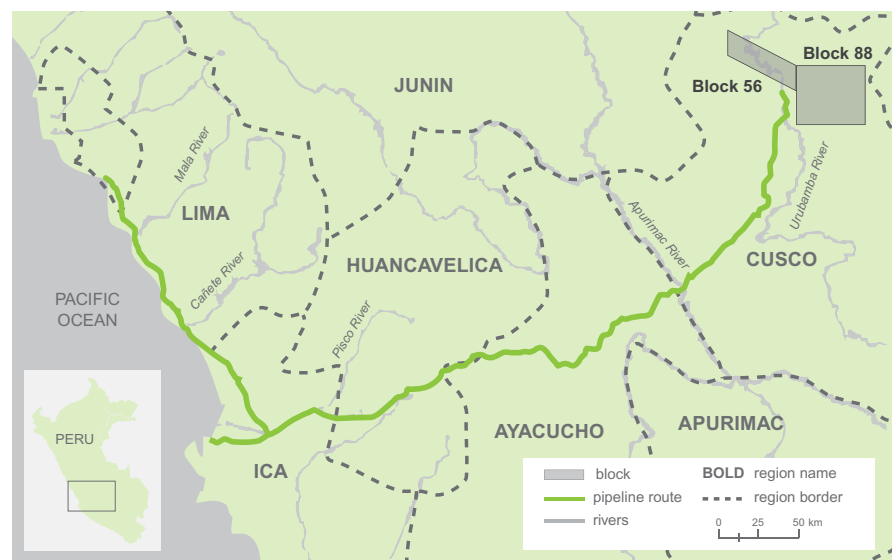 Block 88
Block 56
JUNIN
Mala River
LIMA
Urubamba River
Apurimac River
CUSCO
HUANCAVELICA
Cañete River
PACIFIC
OCEAN
Pisco River
PERU
AYACUCHO
APURIMAC
ICA
block
BOLD region name
pipeline route
region border
rivers
0 25 50 km